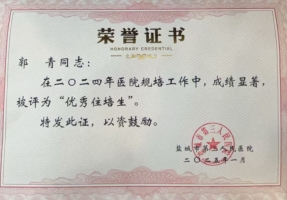 荣誉证书
HONORARY CREDENTIAL
郭 青同志：
在二〇二四年医院规培工作中，成绩显著，
被评为“优秀住培生”。
特发此证，以资鼓励。
盐城市第三人民医院
二〇二五年一月